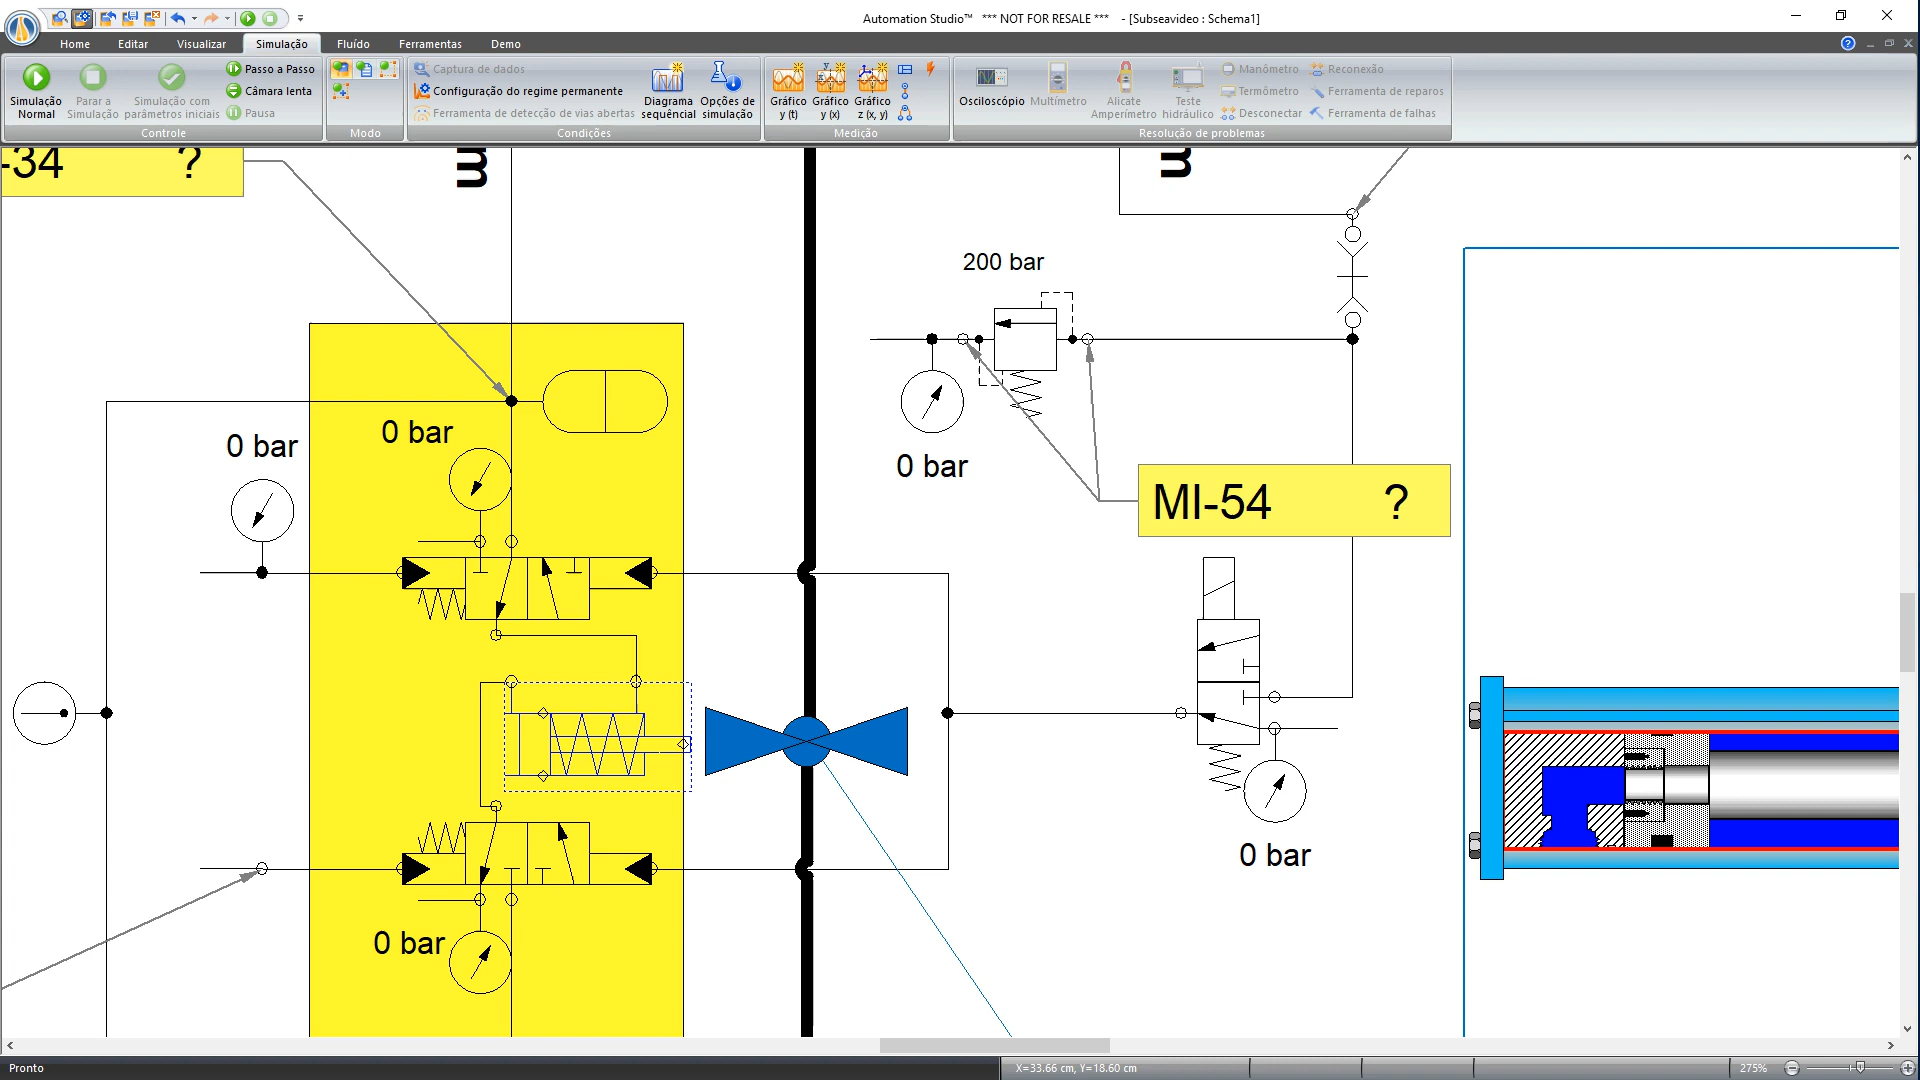 Automation Studio™ *** NOT FOR RESALE *** - [Subseavideo : Schema1]
Home Editar Visualizar Simulação Fluído Ferramentas Demo
Simulação Normal
Parar a Simulação
Simulação com parâmetros iniciais
Passo a Passo
Câmara lenta
Pausa
Controle
Modo
Captura de dados
Configuração do regime permanente
Ferramenta de detecção de vias abertas
Diagrama sequêncial
Opções de simulação
Condições
Gráfico y (t)
Gráfico y (x)
Gráfico z (x, y)
Medição
Osciloscópio
Multímetro
Alicate Amperímetro
Teste hidráulico
Manômetro
Termômetro
Desconectar
Reconexão
Ferramenta de reparos
Ferramenta de falhas
Resolução de problemas
-34 ?
m
m
200 bar
0 bar
0 bar
0 bar
MI-54 ?
0 bar
0 bar
Pronto
X=33.66 cm, Y=18.60 cm
275%